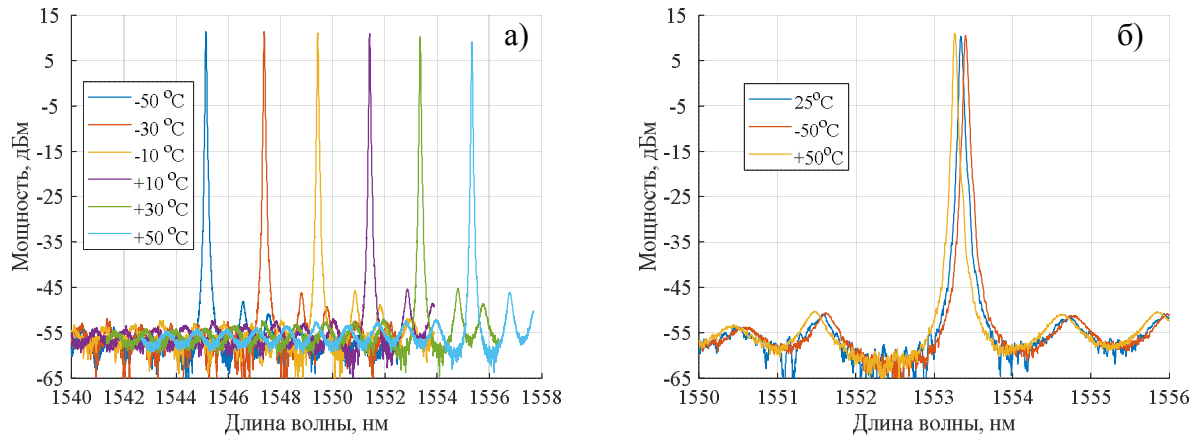 а)
Мощность, дБм
15
5
-5
-15
-25
-35
-45
-55
-65
-50 °C
-30 °C
-10 °C
+10 °C
+30 °C
+50 °C
1540 1542 1544 1546 1548 1550 1552 1554 1556 1558
Длина волны, нм
б)
Мощность, дБм
15
5
-5
-15
-25
-35
-45
-55
-65
25°C
-50°C
+50°C
1550 1551 1552 1553 1554 1555 1556
Длина волны, нм